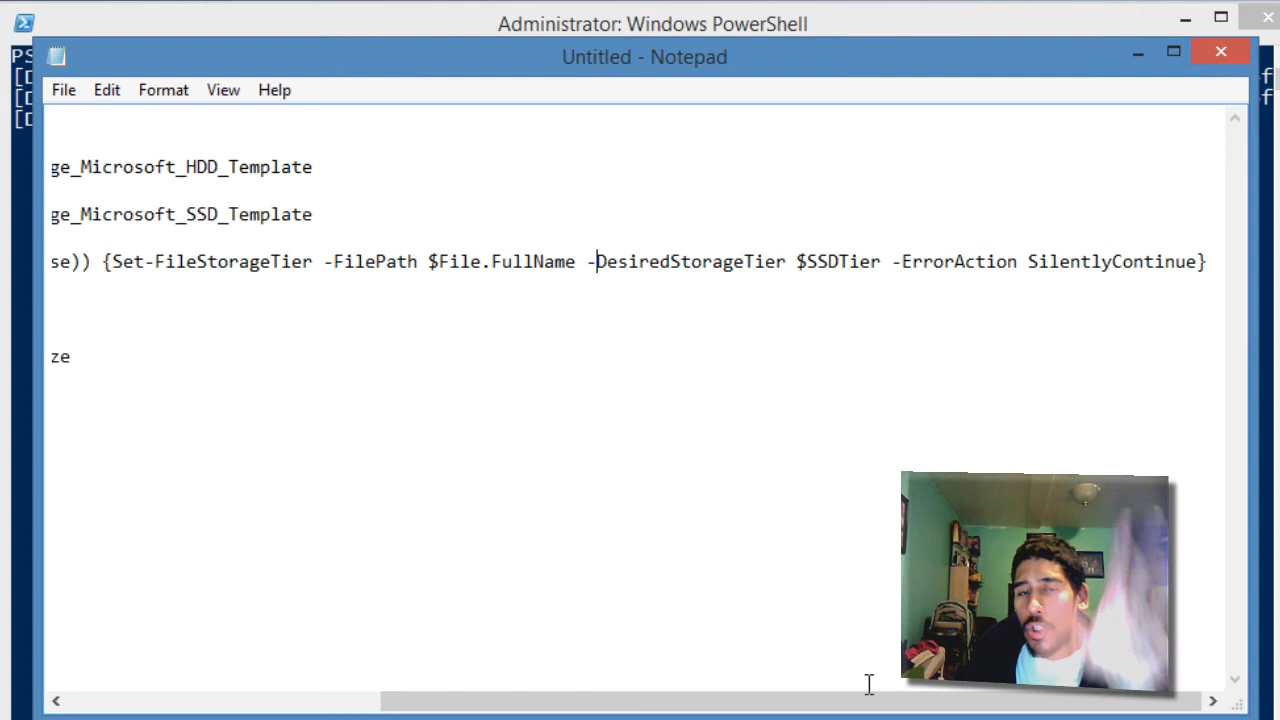 Administrator: Windows PowerShell
PS
Untitled - Notepad
[D
[D
[D
File Edit Format View Help
ge_Microsoft_HDD_Template
ge_Microsoft_SSD_Template
se)) {Set-FileStorageTier -FilePath $File.FullName -DesiredStorageTier $SSDTier -ErrorAction SilentlyContinue}
ze